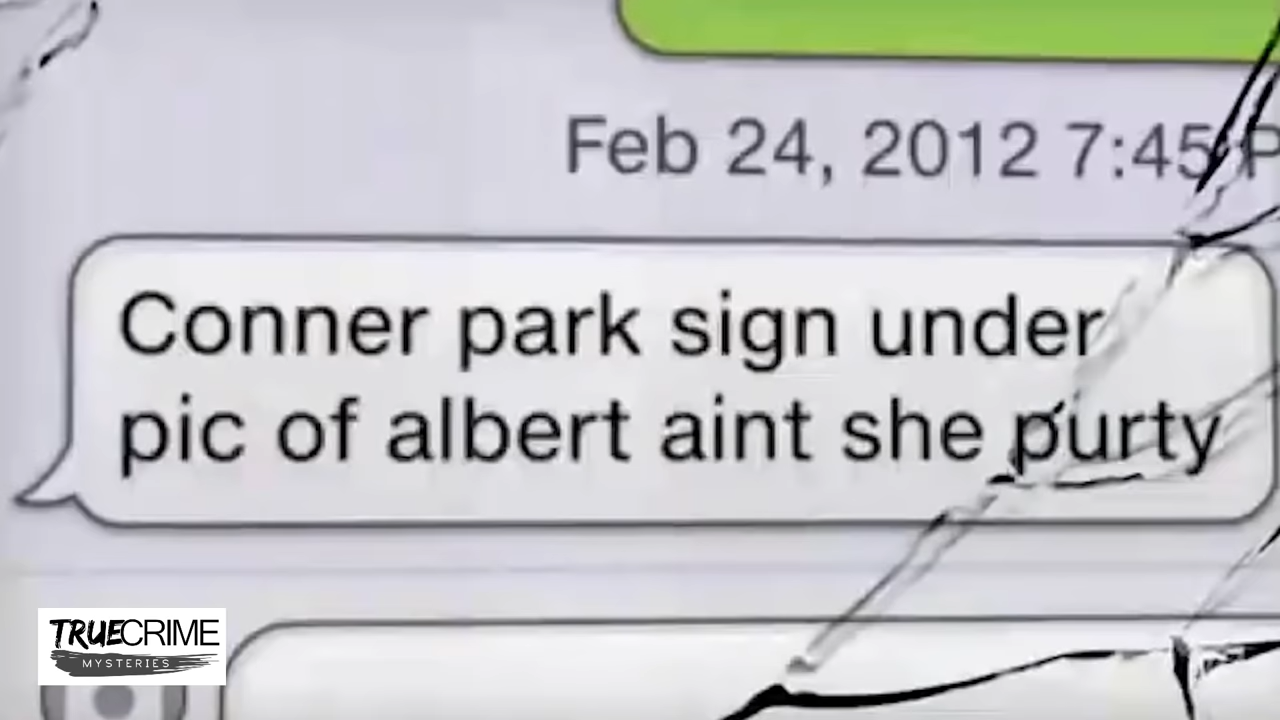 Feb 24, 2012 7:45 P
Conner park sign under
pic of albert aint she purty
TRUECRIME
MYSTERIES